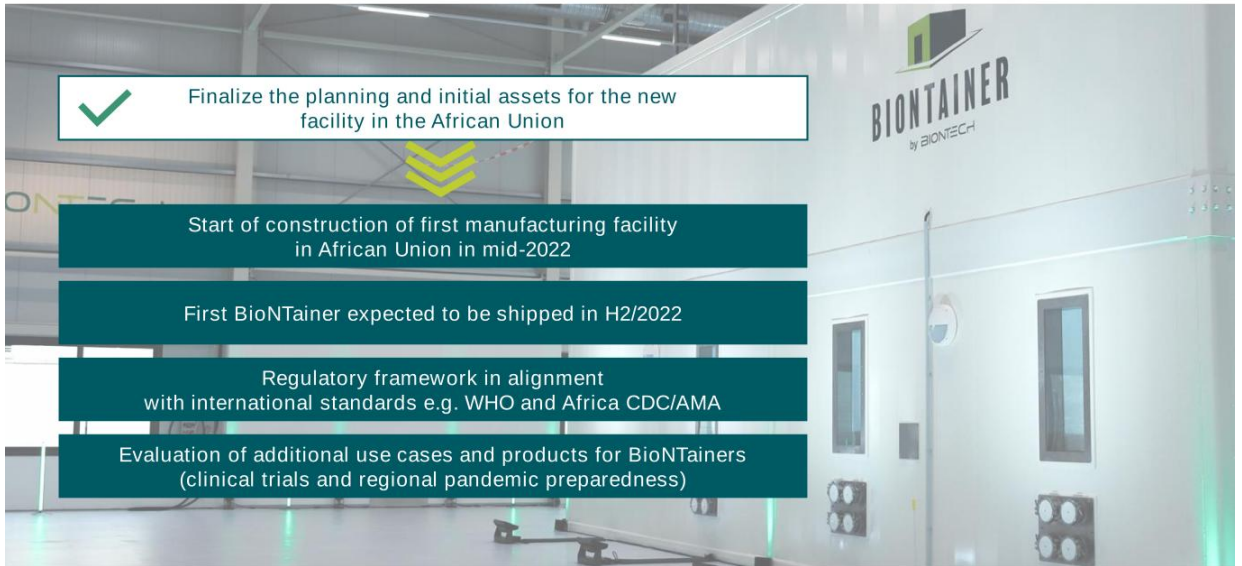 Finalize the planning and initial assets for the new
facility in the African Union
Start of construction of first manufacturing facility
in African Union in mid-2022
First BioNTainer expected to be shipped in H2/2022
Regulatory framework in alignment
with international standards e.g. WHO and Africa CDC/AMA
Evaluation of additional use cases and products for BioNTainers
(clinical trials and regional pandemic preparedness)
BIONTAINER
by BIONTECH